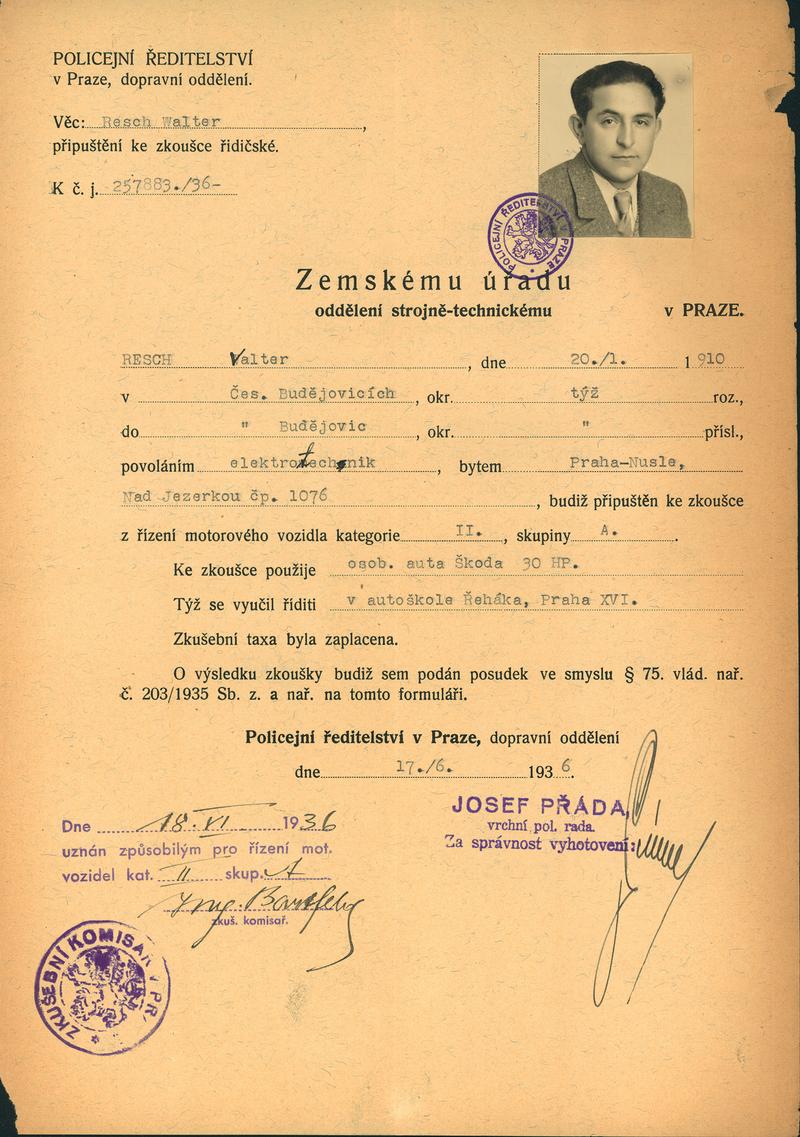 POLICEJNÍ ŘEDITELSTVÍ
v Praze, dopravní oddělení.
Věc: Resch Walter,
připuštění ke zkoušce řidičské.
K č. j. 257883./36-
POLICEJNÍ ŘEDITELSTVÍ V PRAZE
Zemskému úřadu
oddělení strojně-technickému v PRAZE.
RESCH Valter, dne 20./1. 1910
v Čes. Budějovicích, okr. týž roz.,
do " Budějovic, okr. " přísl.,
povoláním elektrotechnik, bytem Praha-Nusle,
Nad Jezerkou čp. 1076, budiž připuštěn ke zkoušce
z řízení motorového vozidla kategorie II., skupiny A.
Ke zkoušce použije osob. auta Škoda 30 HP.
Týž se vyučil říditi v autoškole Řeháka, Praha XVI.
Zkušební taxa byla zaplacena.
O výsledku zkoušky budiž sem podán posudek ve smyslu § 75. vlád. nař.
č. 203/1935 Sb. z. a nař. na tomto formuláři.
Policejní ředitelství v Praze, dopravní oddělení
dne 17./6. 1936.
JOSEF PŘÁDA,
vrchní pol. rada.
Za správnost vyhotovení:
Dne 18. VI 1936
uznán způsobilým pro řízení mot.
vozidel kat. II skup. A
Ing.
zkuš. komisař.
ZKUŠEBNÍ KOMISAŘ V PR